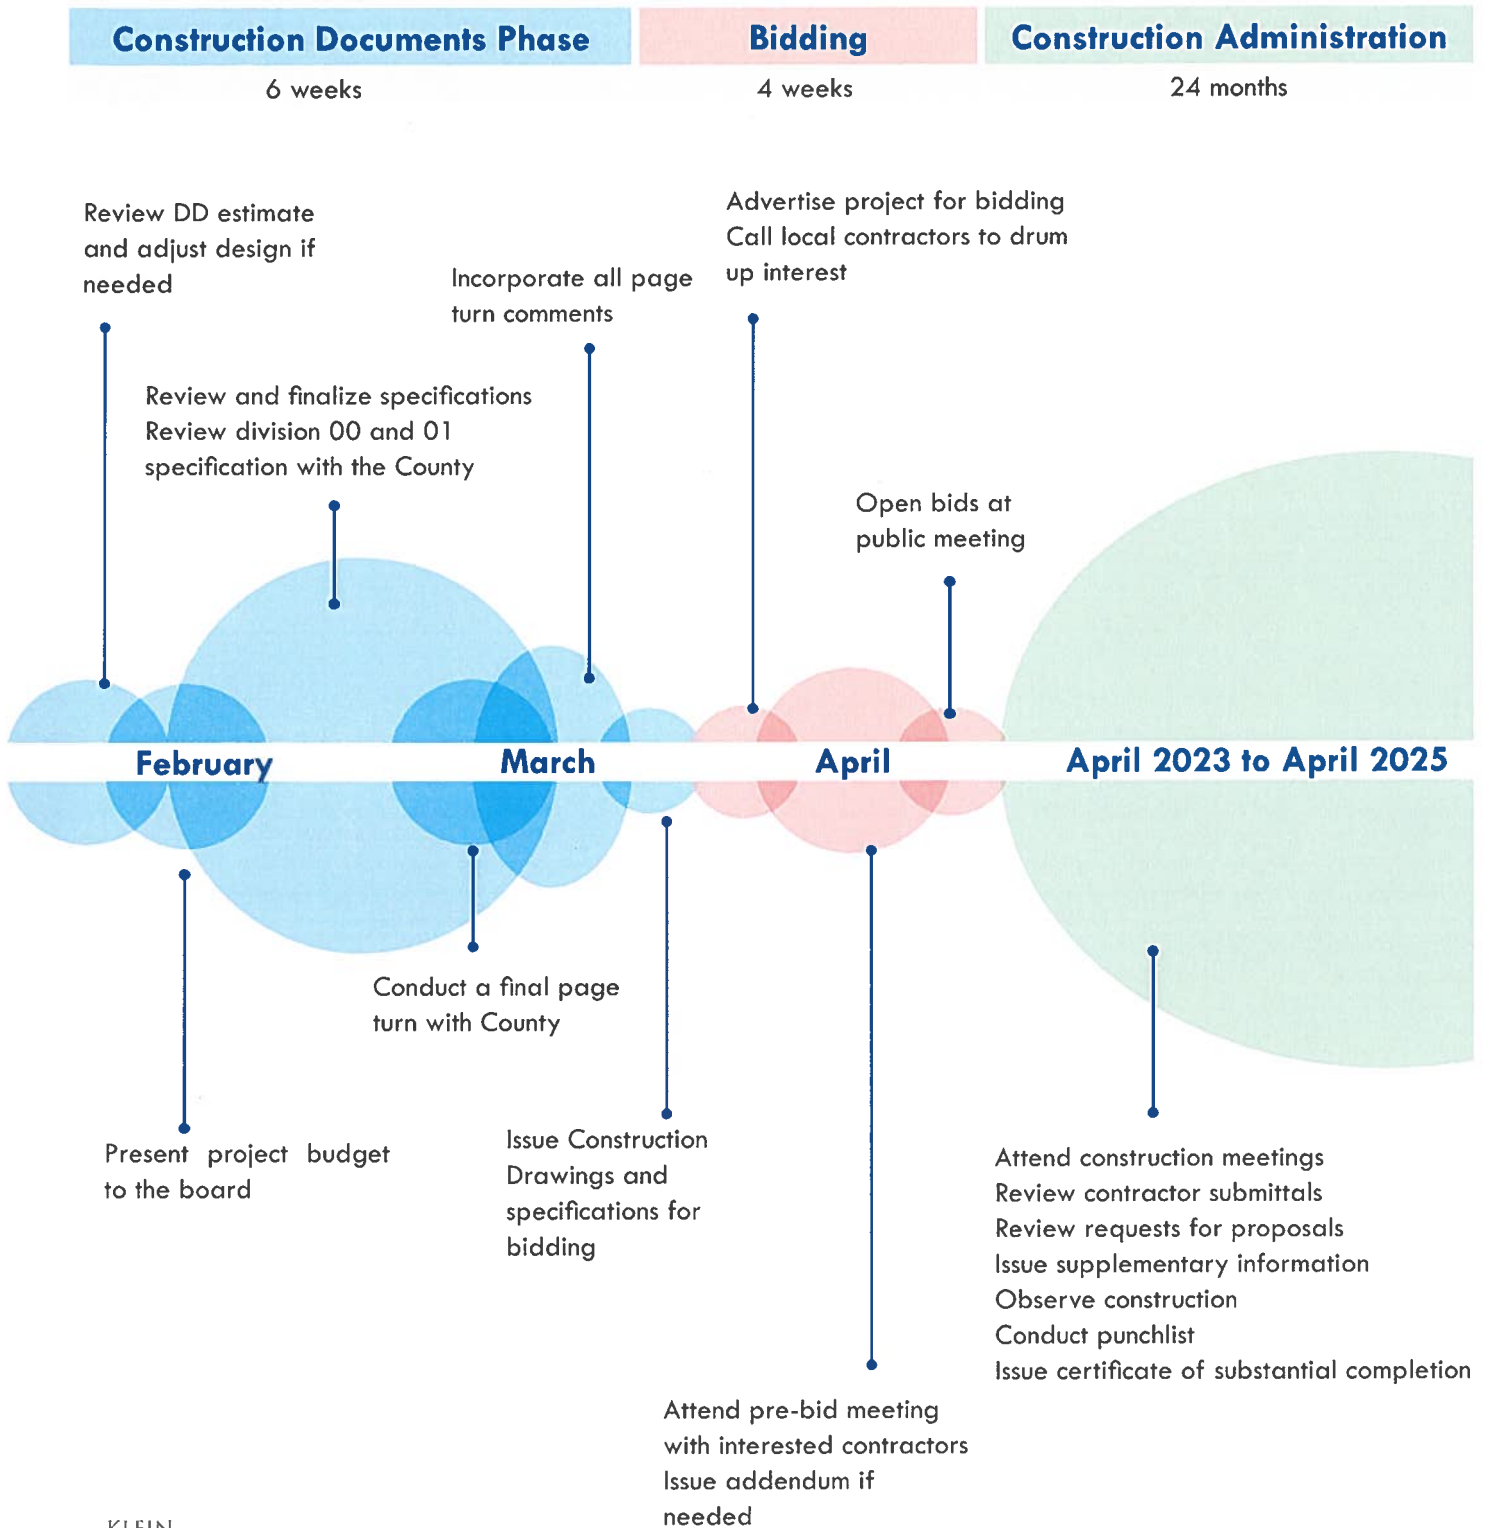 Construction Documents Phase
Bidding
Construction Administration
6 weeks
4 weeks
24 months
Review DD estimate
and adjust design if
needed
Incorporate all page
turn comments
Advertise project for bidding
Call local contractors to drum
up interest
Review and finalize specifications
Review division 00 and 01
specification with the County
Open bids at
public meeting
February
March
April
April 2023 to April 2025
Conduct a final page
turn with County
Present project budget
to the board
Issue Construction
Drawings and
specifications for
bidding
Attend construction meetings
Review contractor submittals
Review requests for proposals
Issue supplementary information
Observe construction
Conduct punchlist
Issue certificate of substantial completion
Attend pre-bid meeting
with interested contractors
Issue addendum if
needed
KLEIN